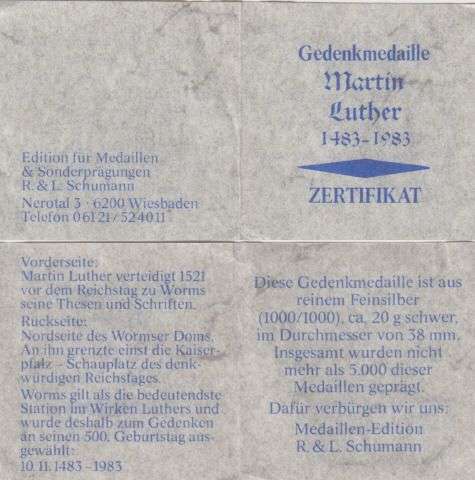 Edition für Medaillen
& Sonderprägungen
R. & L. Schumann
Nerotal 3 · 6200 Wiesbaden
Telefon 06121/524011
Gedenkmedaille
Martin
Luther
1483-1983
ZERTIFIKAT
Vorderseite:
Martin Luther verteidigt 1521
vor dem Reichstag zu Worms
seine Thesen und Schriften.
Rückseite:
Nordseite des Wormser Doms.
An ihn grenzte einst die Kaiser-
pfalz – Schauplatz des denk-
würdigen Reichstages.
Worms gilt als die bedeutendste
Station im Wirken Luthers und
wurde deshalb zum Gedenken
an seinen 500. Geburtstag aus-
gewählt:
10. 11. 1483 –1983
Diese Gedenkmedaille ist aus
reinem Feinsilber
(1000/1000), ca. 20 g schwer,
im Durchmesser von 38 mm.
Insgesamt wurden nicht
mehr als 5.000 dieser
Medaillen geprägt.
Dafür verbürgen wir uns:
Medaillen-Edition
R. & L. Schumann